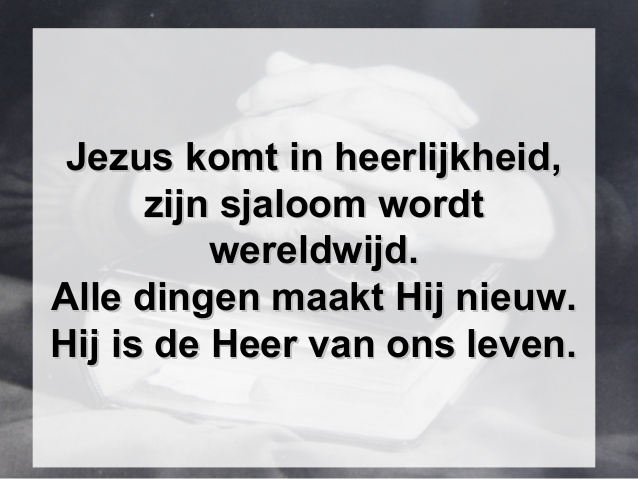 Jezus komt in heerlijkheid,
zijn sjaloom wordt
wereldwijd.
Alle dingen maakt Hij nieuw.
Hij is de Heer van ons leven.